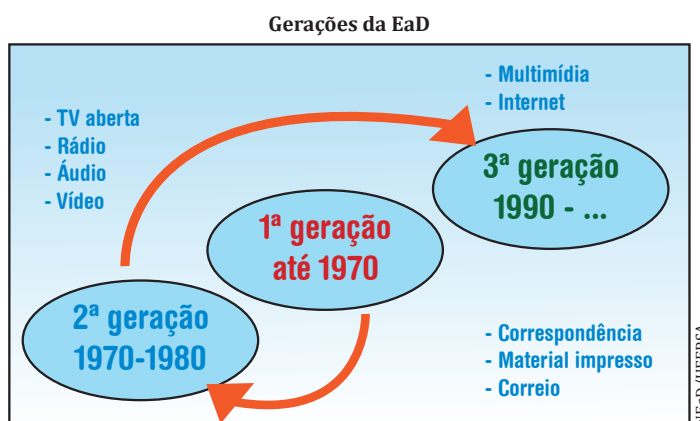 Gerações da EaD
- Multimídia
- Internet
- TV aberta
- Rádio
- Áudio
- Vídeo
3ª geração
1990 - ...
1ª geração
até 1970
2ª geração
1970-1980
- Correspondência
- Material impresso
- Correio